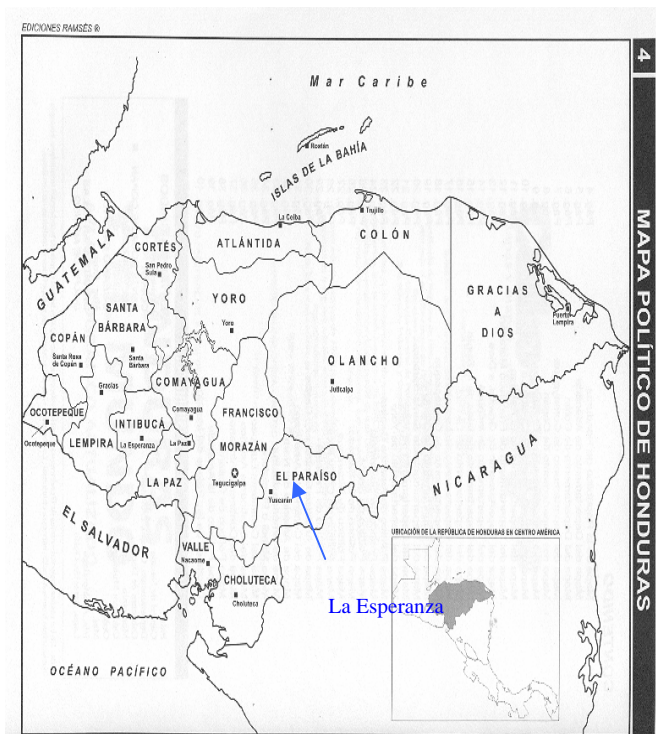 EDICIONES RAMSÉS ®
4
MAPA POLÍTICO DE HONDURAS
Mar Caribe
Roatán
ISLAS DE LA BAHÍA
La Ceiba
Trujillo
GUATEMALA
CORTÉS
San Pedro
Sula
ATLÁNTIDA
COLÓN
SANTA
BÁRBARA
Santa
Bárbara
YORO
Yoro
GRACIAS
A
DIOS
Puerto
Lempira
COPÁN
Santa Rosa
de Copán
OLANCHO
Juticalpa
Gracias
COMAYAGUA
Comayagua
OCOTEPEQUE
Ocotepeque
LEMPIRA
INTIBUCÁ
La Esperanza
La Paz
LA PAZ
FRANCISCO
MORAZÁN
Tegucigalpa
EL PARAÍSO
Yuscarán
NICARAGUA
EL SALVADOR
VALLE
Nacaome
CHOLUTECA
Choluteca
La Esperanza
UBICACIÓN DE LA REPÚBLICA DE HONDURAS EN CENTRO AMÉRICA
OCÉANO PACÍFICO